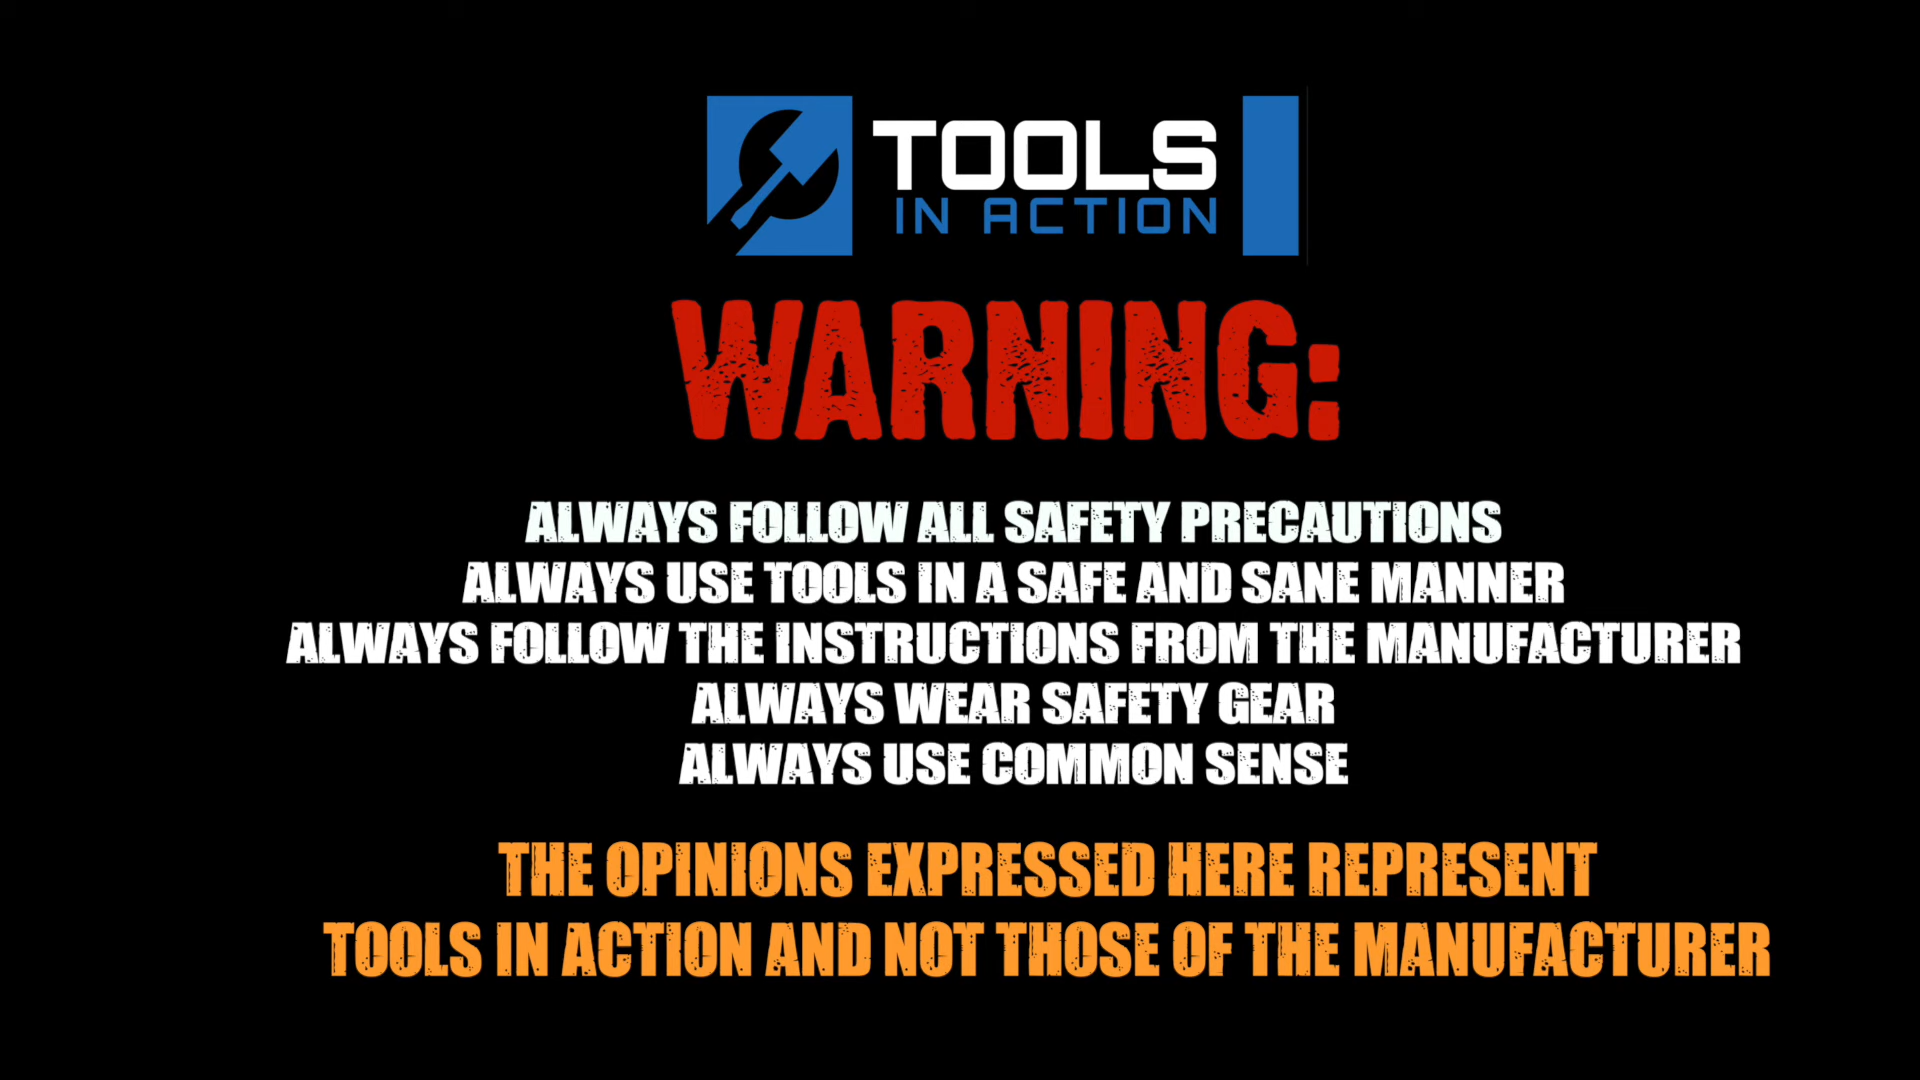 TOOLS
IN ACTION
WARNING:
ALWAYS FOLLOW ALL SAFETY PRECAUTIONS
ALWAYS USE TOOLS IN A SAFE AND SANE MANNER
ALWAYS FOLLOW THE INSTRUCTIONS FROM THE MANUFACTURER
ALWAYS WEAR SAFETY GEAR
ALWAYS USE COMMON SENSE
THE OPINIONS EXPRESSED HERE REPRESENT
TOOLS IN ACTION AND NOT THOSE OF THE MANUFACTURER